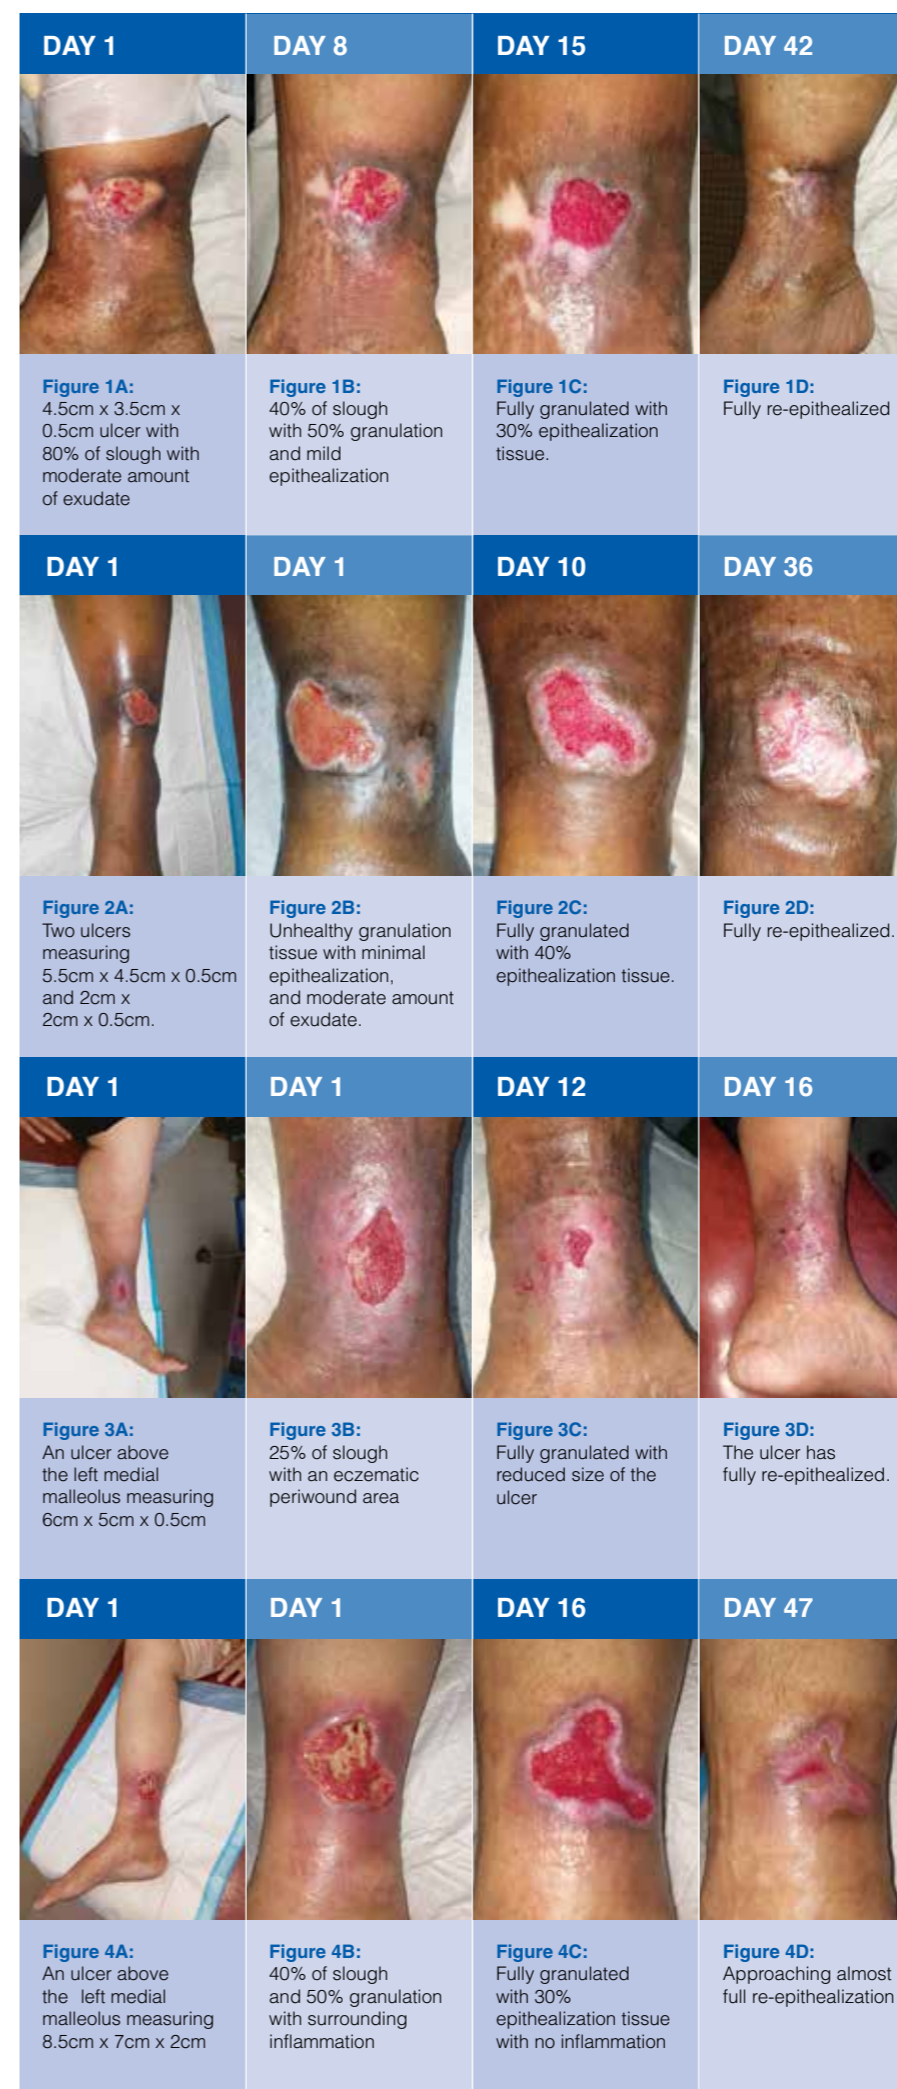 DAY 1
DAY 8
DAY 15
DAY 42
Figure 1A:
4.5cm x 3.5cm x
0.5cm ulcer with
80% of slough with
moderate amount
of exudate
Figure 1B:
40% of slough
with 50% granulation
and mild
epithealization
Figure 1C:
Fully granulated with
30% epithealization
tissue.
Figure 1D:
Fully re-epithealized
DAY 1
DAY 1
DAY 10
DAY 36
Figure 2A:
Two ulcers
measuring
5.5cm x 4.5cm x 0.5cm
and 2cm x
2cm x 0.5cm.
Figure 2B:
Unhealthy granulation
tissue with minimal
epithealization,
and moderate amount
of exudate.
Figure 2C:
Fully granulated
with 40%
epithealization tissue.
Figure 2D:
Fully re-epithealized.
DAY 1
DAY 1
DAY 12
DAY 16
Figure 3A:
An ulcer above
the left medial
malleolus measuring
6cm x 5cm x 0.5cm
Figure 3B:
25% of slough
with an eczematic
periwound area
Figure 3C:
Fully granulated with
reduced size of the
ulcer
Figure 3D:
The ulcer has
fully re-epithealized.
DAY 1
DAY 1
DAY 16
DAY 47
Figure 4A:
An ulcer above
the left medial
malleolus measuring
8.5cm x 7cm x 2cm
Figure 4B:
40% of slough
and 50% granulation
with surrounding
inflammation
Figure 4C:
Fully granulated
with 30%
epithealization tissue
with no inflammation
Figure 4D:
Approaching almost
full re-epithealization